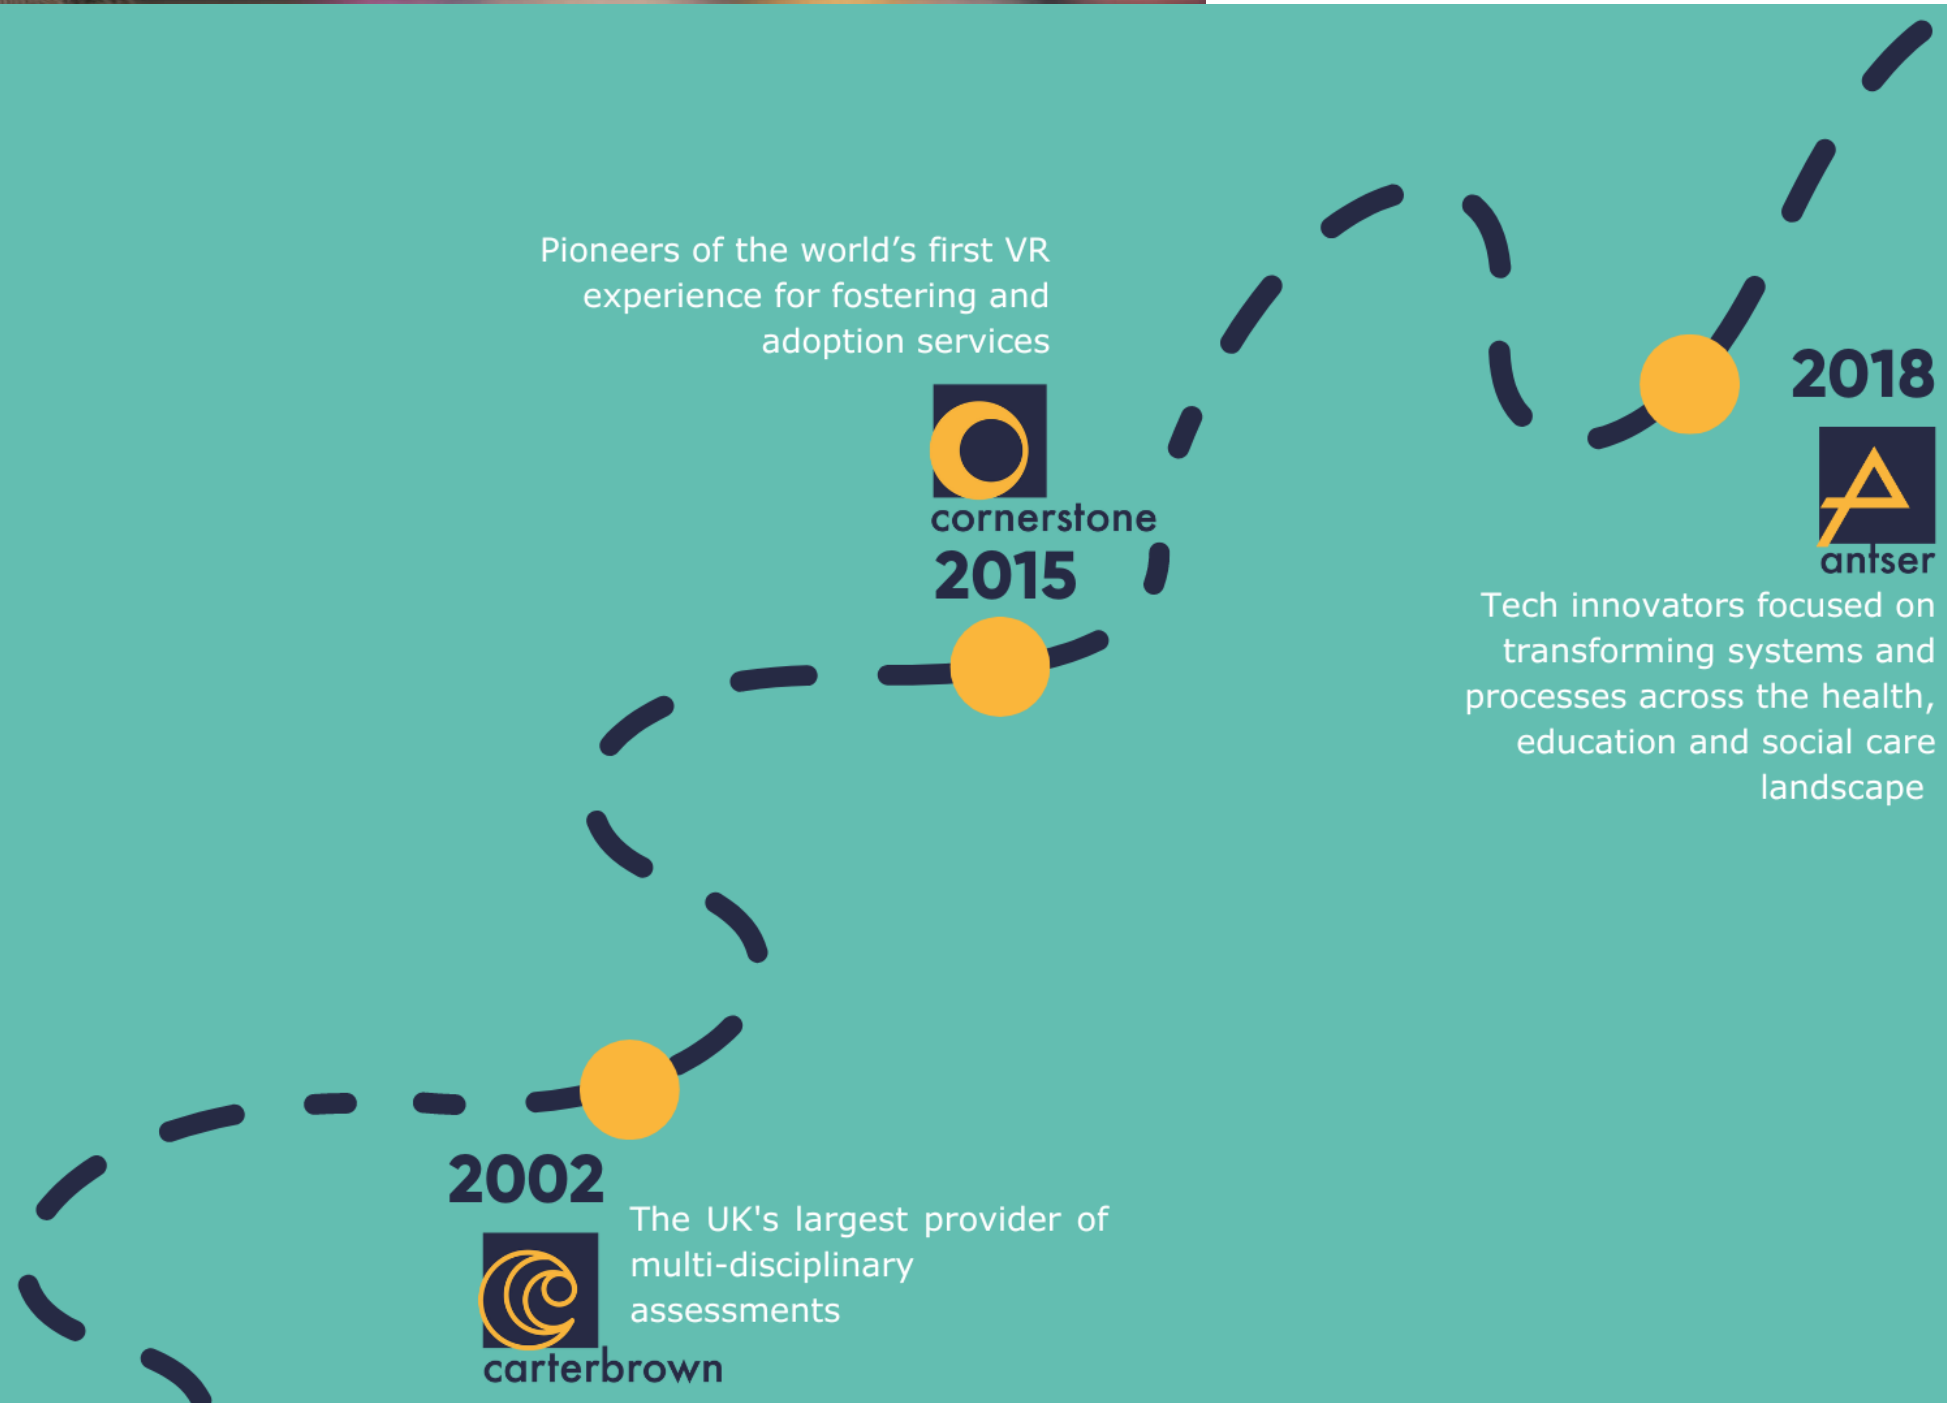 Pioneers of the world’s first VR
experience for fostering and
adoption services
cornerstone
2015
2018
antser
Tech innovators focused on
transforming systems and
processes across the health,
education and social care
landscape
2002
The UK's largest provider of
multi-disciplinary
assessments
carterbrown